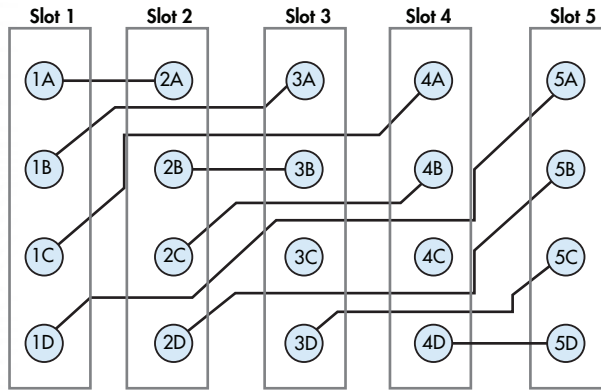 Slot 1 Slot 2 Slot 3 Slot 4 Slot 5
1A 2A 3A 4A 5A
1B 2B 3B 4B 5B
1C 2C 3C 4C 5C
1D 2D 3D 4D 5D